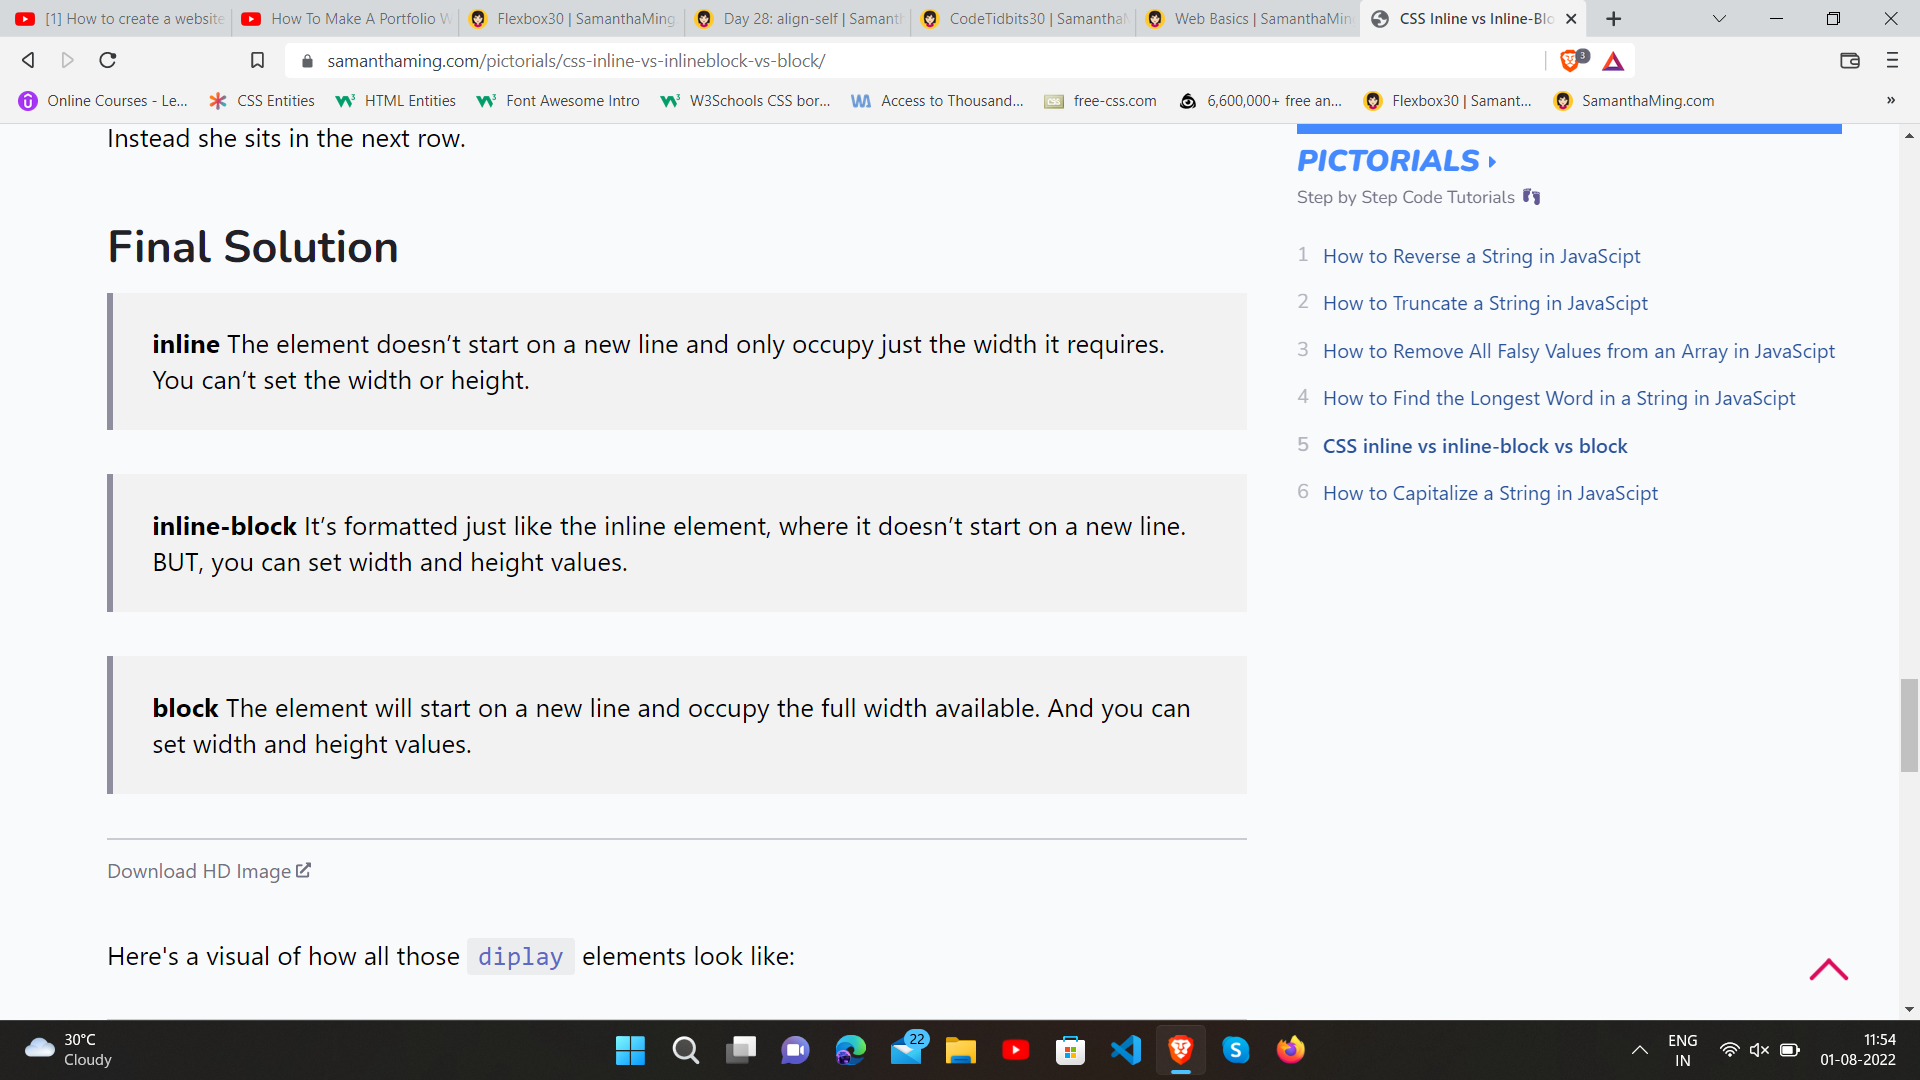 [1] How to create a website
How To Make A Portfolio W
Flexbox30 | SamanthaMing
Day 28: align-self | Samanth
CodeTidbits30 | SamanthaM
Web Basics | SamanthaMin
CSS Inline vs Inline-Blo
samanthaming.com/pictorials/css-inline-vs-inlineblock-vs-block/
3
Online Courses - Le...
CSS Entities
HTML Entities
Font Awesome Intro
W3Schools CSS bor...
Access to Thousand...
free-css.com
6,600,000+ free an...
Flexbox30 | Samant...
SamanthaMing.com
»
Instead she sits in the next row.
Final Solution
inline The element doesn’t start on a new line and only occupy just the width it requires.
You can’t set the width or height.
inline-block It’s formatted just like the inline element, where it doesn’t start on a new line.
BUT, you can set width and height values.
block The element will start on a new line and occupy the full width available. And you can
set width and height values.
Download HD Image
Here's a visual of how all those diplay elements look like:
PICTORIALS
Step by Step Code Tutorials
1 How to Reverse a String in JavaScipt
2 How to Truncate a String in JavaScipt
3 How to Remove All Falsy Values from an Array in JavaScipt
4 How to Find the Longest Word in a String in JavaScipt
5 CSS inline vs inline-block vs block
6 How to Capitalize a String in JavaScipt
30°C
Cloudy
22
ENG
IN
11:54
01-08-2022